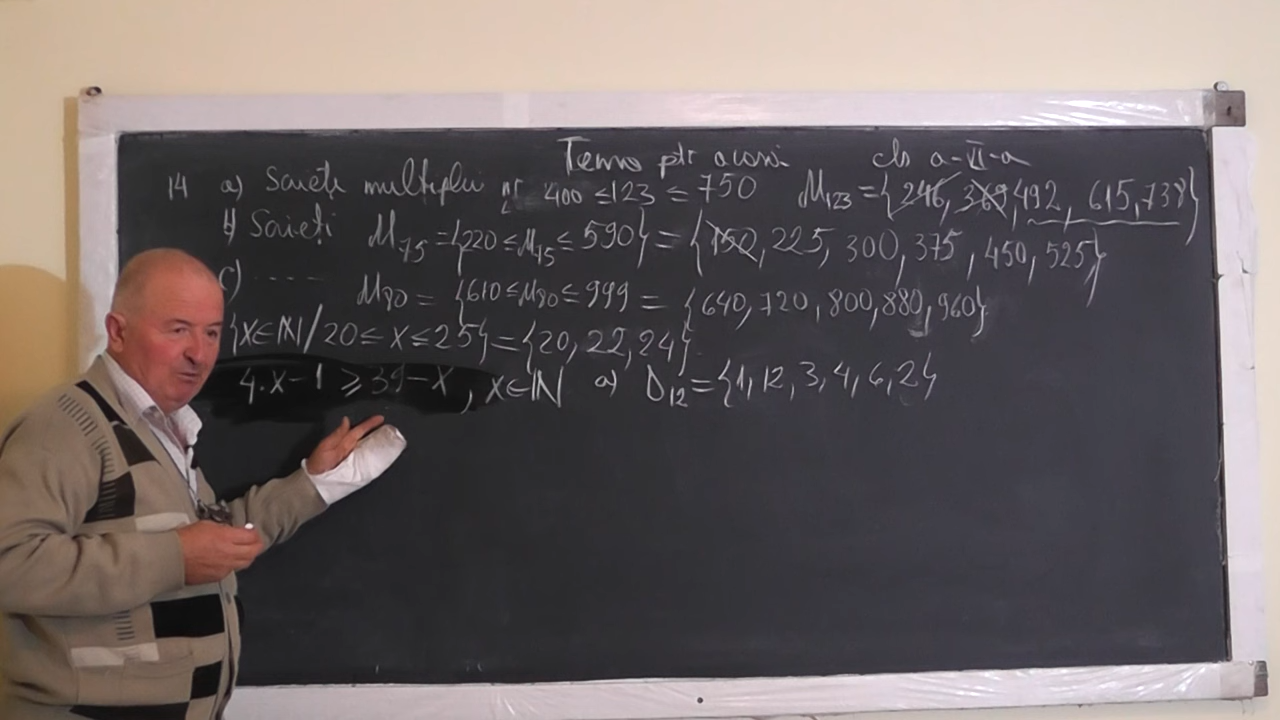 Tema ptr acasă cls a-VI-a
14 a) Scrieți multiplii nr 400 ≤ 123 ≤ 750 M₁₂₃ = {246, 369, 492, 615, 738}
b) Scrieți M₇₅ = {220 ≤ M₇₅ ≤ 590} = {150, 225, 300, 375, 450, 525}
c) ..... M₈₀ = {610 ≤ M₈₀ ≤ 999 = {640, 720, 800, 880, 960}
{x∈ℕ/20 ≤ x ≤ 25} = {20, 22, 24}
4·x-1 ≥ 39-x, x∈ℕ a) D₁₂ = {1, 12, 3, 4, 6, 2}